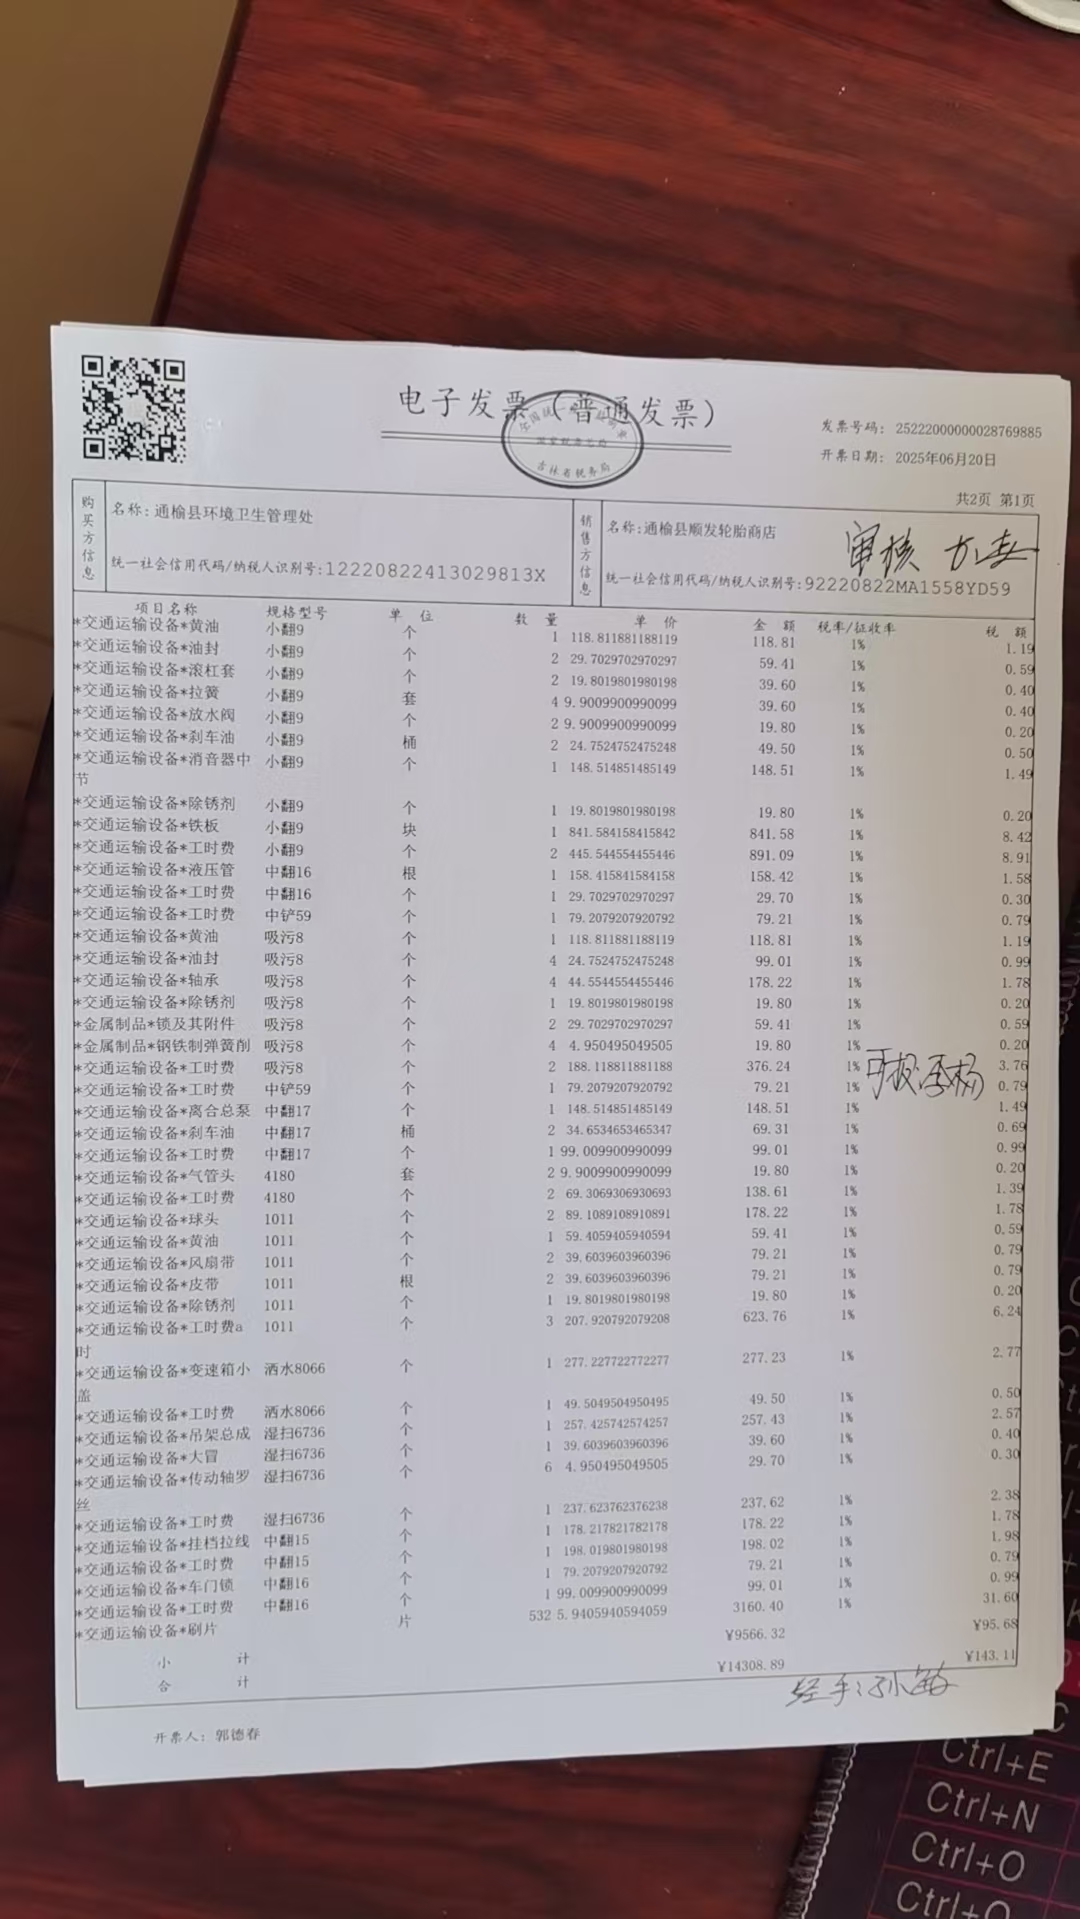 电子发票（普通发票）
吉林省税务局
发票号码：25222000000028769885
开票日期：2025年06月20日
共2页 第1页
购买方信息
名称：通榆县环境卫生管理处
统一社会信用代码/纳税人识别号：12220822413029813X
销售方信息
名称：通榆县顺发轮胎商店
统一社会信用代码/纳税人识别号：92220822MA1558YD59
审核
项目名称 规格型号 单位 数量 单价 金额 税率/征收率 税额
*交通运输设备*黄油 小翻9 个 1 118.811881188119 118.81 1% 1.19
*交通运输设备*油封 小翻9 个 2 29.7029702970297 59.41 1% 0.59
*交通运输设备*滚杠套 小翻9 个 2 19.8019801980198 39.60 1% 0.40
*交通运输设备*拉簧 小翻9 套 4 9.9009900990099 39.60 1% 0.40
*交通运输设备*放水阀 小翻9 个 2 9.9009900990099 19.80 1% 0.20
*交通运输设备*刹车油 小翻9 桶 2 24.7524752475248 49.50 1% 0.50
*交通运输设备*消音器中 小翻9 个 1 148.514851485149 148.51 1% 1.49
节
*交通运输设备*除锈剂 小翻9 个 1 19.8019801980198 19.80 1% 0.20
*交通运输设备*铁板 小翻9 块 1 841.584158415842 841.58 1% 8.42
*交通运输设备*工时费 小翻9 个 2 445.544554455446 891.09 1% 8.91
*交通运输设备*液压管 中翻16 根 1 158.415841584158 158.42 1% 1.58
*交通运输设备*工时费 中翻16 个 1 29.7029702970297 29.70 1% 0.30
*交通运输设备*工时费 中铲59 个 1 79.2079207920792 79.21 1% 0.79
*交通运输设备*黄油 吸污8 个 1 118.811881188119 118.81 1% 1.19
*交通运输设备*油封 吸污8 个 4 24.7524752475248 99.01 1% 0.99
*交通运输设备*轴承 吸污8 个 4 44.5544554455446 178.22 1% 1.78
*交通运输设备*除锈剂 吸污8 个 1 19.8019801980198 19.80 1% 0.20
*金属制品*锁及其附件 吸污8 个 2 29.7029702970297 59.41 1% 0.59
*金属制品*钢铁制弹簧削 吸污8 个 4 4.950495049505 19.80 1% 0.20
*交通运输设备*工时费 吸污8 个 2 188.118811881188 376.24 1% 3.76
*交通运输设备*工时费 中铲59 个 1 79.2079207920792 79.21 1% 0.79
*交通运输设备*离合总泵 中翻17 个 1 148.514851485149 148.51 1% 1.49
*交通运输设备*刹车油 中翻17 桶 2 34.6534653465347 69.31 1% 0.69
*交通运输设备*工时费 中翻17 个 1 99.009900990099 99.01 1% 0.99
*交通运输设备*气管头 4180 套 2 9.9009900990099 19.80 1% 0.20
*交通运输设备*工时费 4180 个 2 69.3069306930693 138.61 1% 1.39
*交通运输设备*球头 1011 个 2 89.1089108910891 178.22 1% 1.78
*交通运输设备*黄油 1011 个 1 59.4059405940594 59.41 1% 0.59
*交通运输设备*风扇带 1011 个 2 39.6039603960396 79.21 1% 0.79
*交通运输设备*皮带 1011 根 2 39.6039603960396 79.21 1% 0.79
*交通运输设备*除锈剂 1011 个 1 19.8019801980198 19.80 1% 0.20
*交通运输设备*工时费a 1011 个 3 207.920792079208 623.76 1% 6.24
时
*交通运输设备*变速箱小 洒水8066 个 1 277.227722772277 277.23 1% 2.77
盖
*交通运输设备*工时费 洒水8066 个 1 49.5049504950495 49.50 1% 0.50
*交通运输设备*吊架总成 湿扫6736 个 1 257.425742574257 257.43 1% 2.57
*交通运输设备*大冒 湿扫6736 个 1 39.6039603960396 39.60 1% 0.40
*交通运输设备*传动轴罗 湿扫6736 个 6 4.950495049505 29.70 1% 0.30
丝
*交通运输设备*工时费 湿扫6736 个 1 237.623762376238 237.62 1% 2.38
*交通运输设备*挂档拉线 中翻15 个 1 178.217821782178 178.22 1% 1.78
*交通运输设备*工时费 中翻15 个 1 198.019801980198 198.02 1% 1.98
*交通运输设备*车门锁 中翻16 个 1 79.2079207920792 79.21 1% 0.79
*交通运输设备*工时费 中翻16 个 1 99.009900990099 99.01 1% 0.99
*交通运输设备*刷片 片 532 5.9405940594059 3160.40 1% 31.60
小计 ¥9566.32 ¥95.68
合计 ¥14308.89 ¥143.11
经手：孙敏
开票人：郭德春
Ctrl+E
Ctrl+N
Ctrl+O